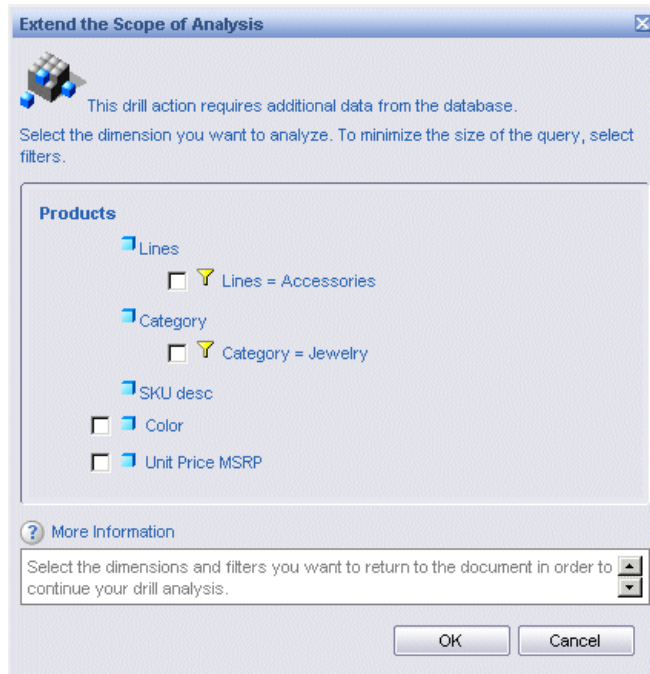 Extend the Scope of Analysis
This drill action requires additional data from the database.
Select the dimension you want to analyze. To minimize the size of the query, select
filters.
Products
Lines
Lines = Accessories
Category
Category = Jewelry
SKU desc
Color
Unit Price MSRP
? More Information
Select the dimensions and filters you want to return to the document in order to
continue your drill analysis.
OK
Cancel